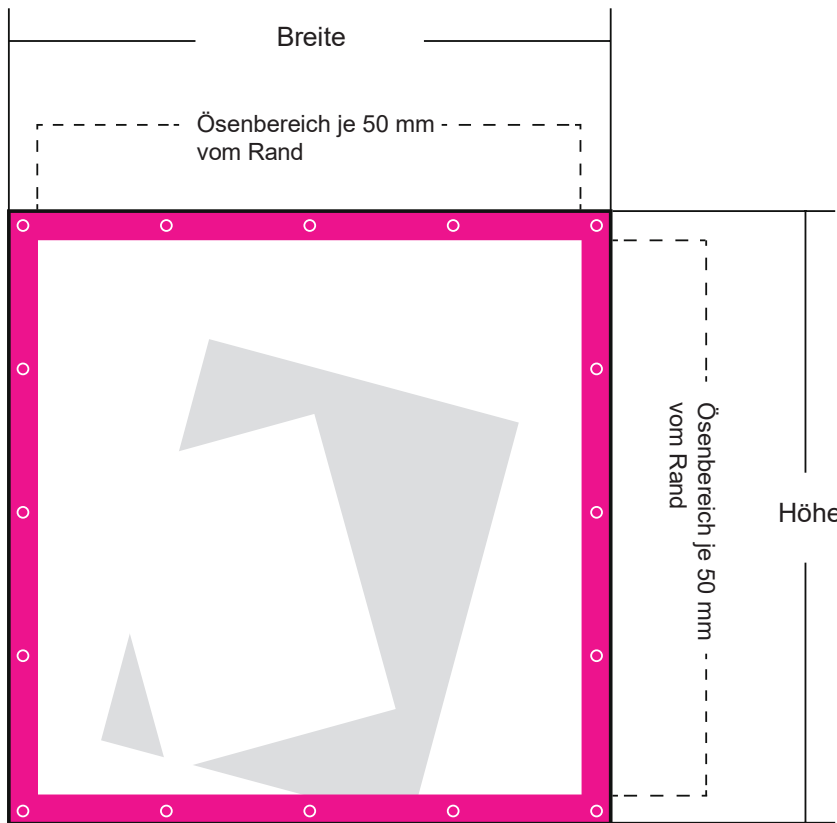 Breite
Ösenbereich je 50 mm
vom Rand
Ösenbereich je 50 mm
vom Rand
Höhe